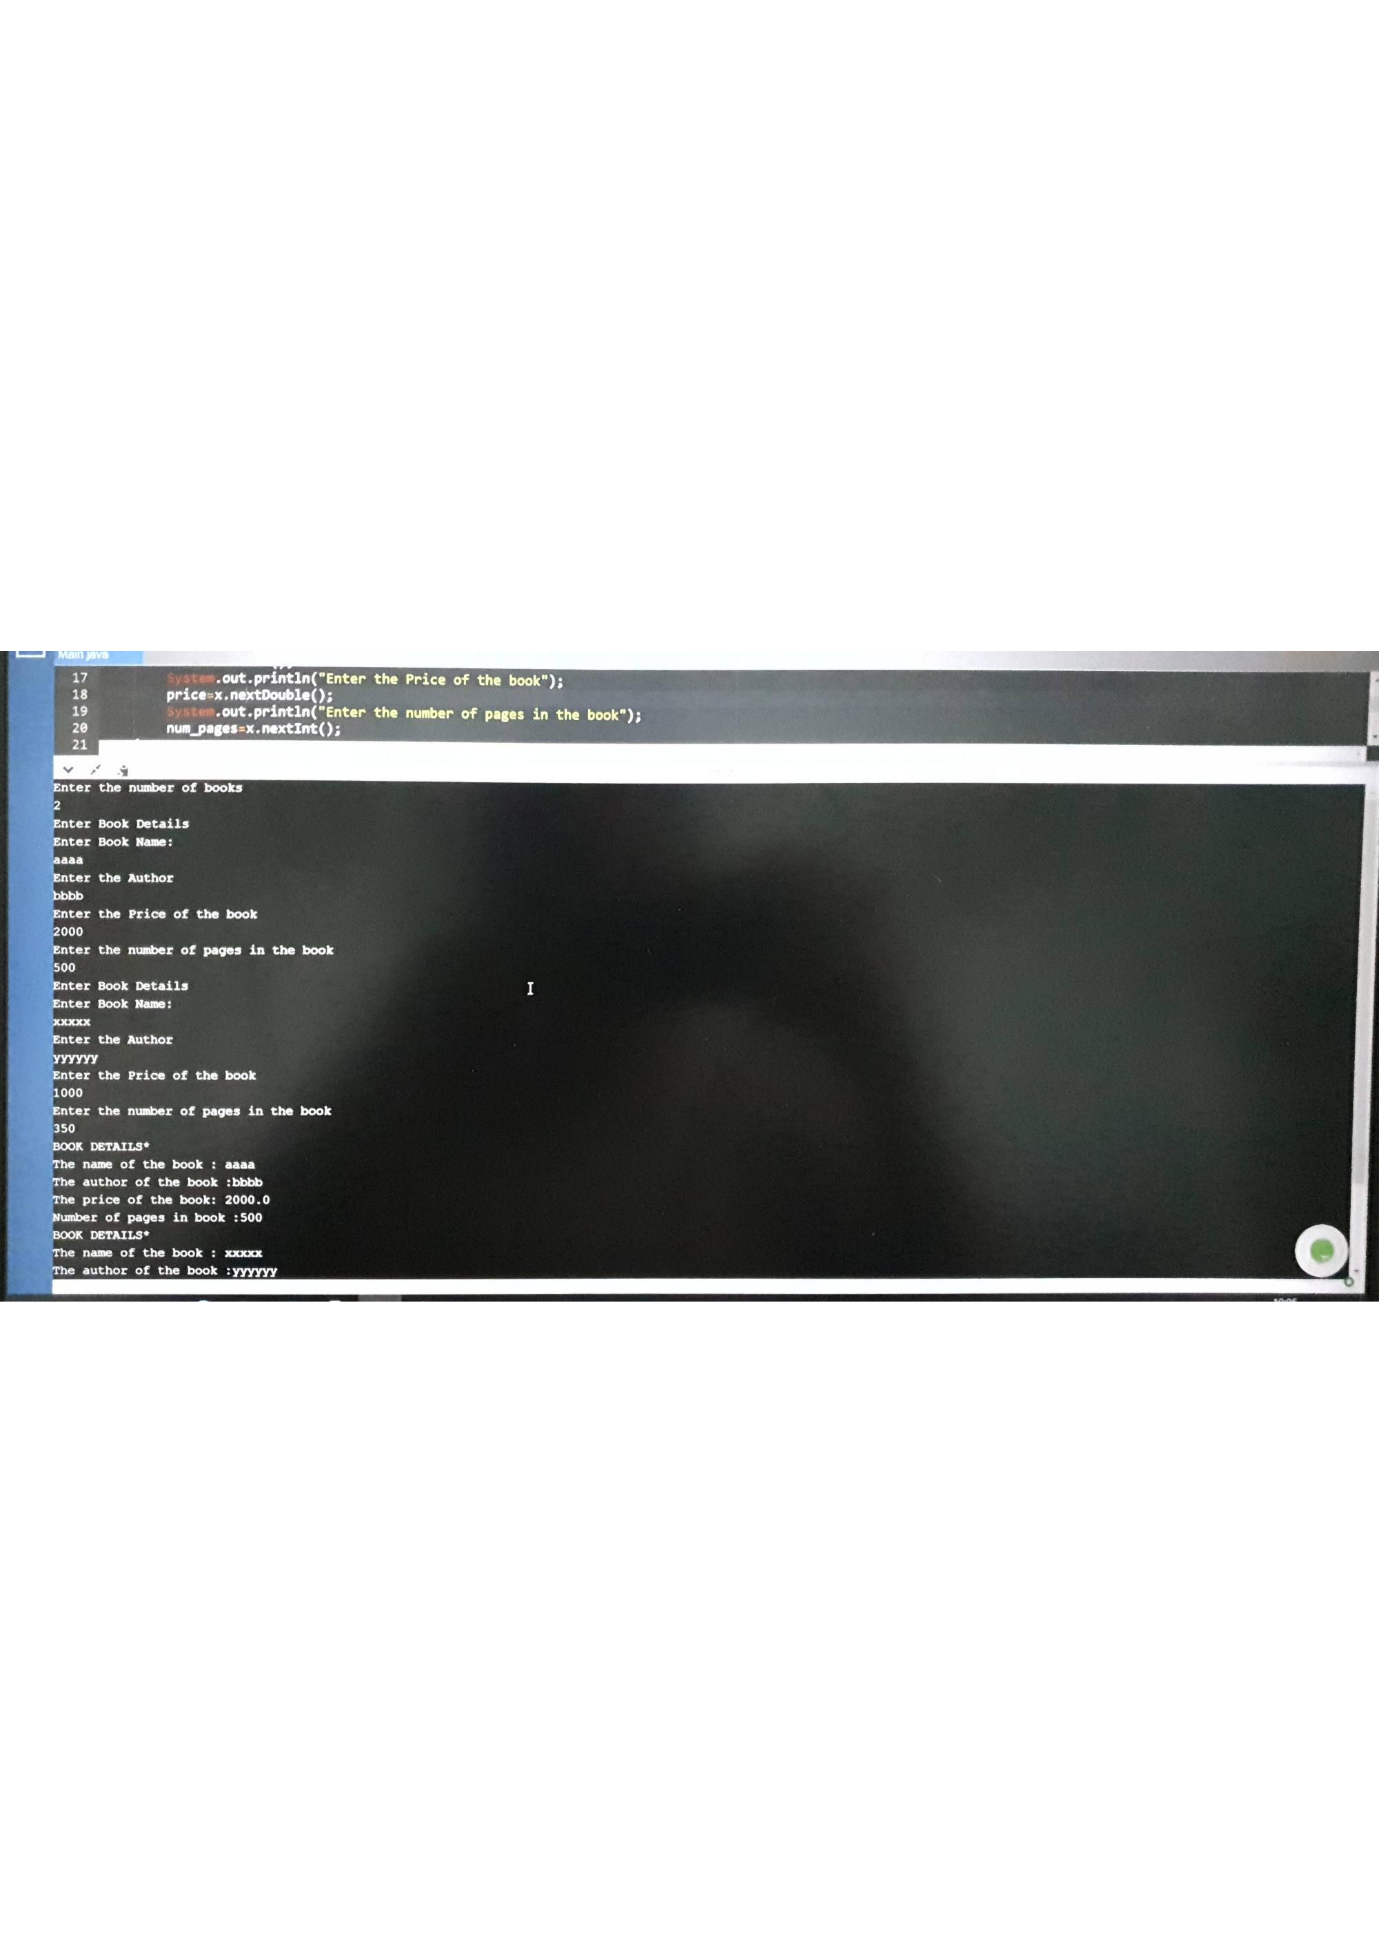 Main.java
17 System.out.println("Enter the Price of the book");
18 price=x.nextDouble();
19 System.out.println("Enter the number of pages in the book");
20 num_pages=x.nextInt();
21
Enter the number of books
2
Enter Book Details
Enter Book Name:
aaaa
Enter the Author
bbbb
Enter the Price of the book
2000
Enter the number of pages in the book
500
Enter Book Details
Enter Book Name:
xxxxx
Enter the Author
yyyyyy
Enter the Price of the book
1000
Enter the number of pages in the book
350
BOOK DETAILS*
The name of the book : aaaa
The author of the book :bbbb
The price of the book: 2000.0
Number of pages in book :500
BOOK DETAILS*
The name of the book : xxxxx
The author of the book :yyyyyy